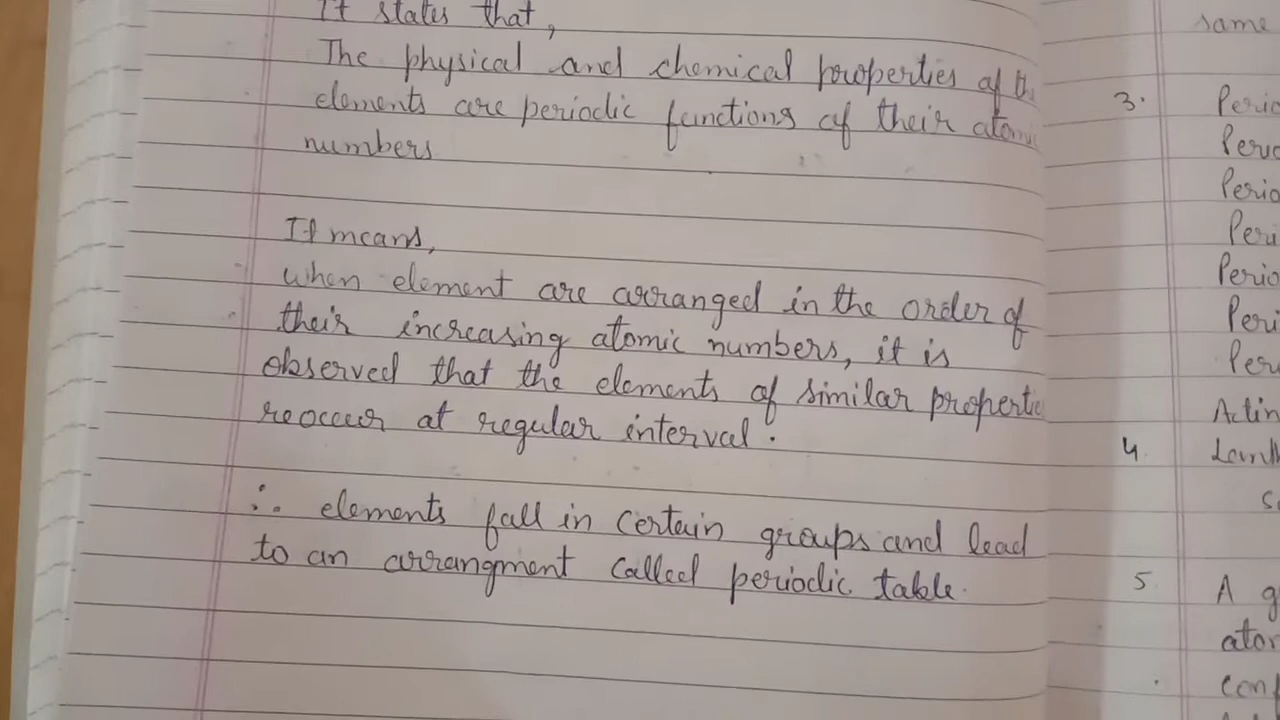 It states that,
The physical and chemical properties of
elements are periodic functions of their
numbers
It means,
when element are arranged in the order of
their increasing atomic numbers, it is
observed that the elements of similar
reoccur at regular interval.
∴ elements fall in certain groups and lead
to an arrangment called periodic table.
same
3.
4.
5.
A